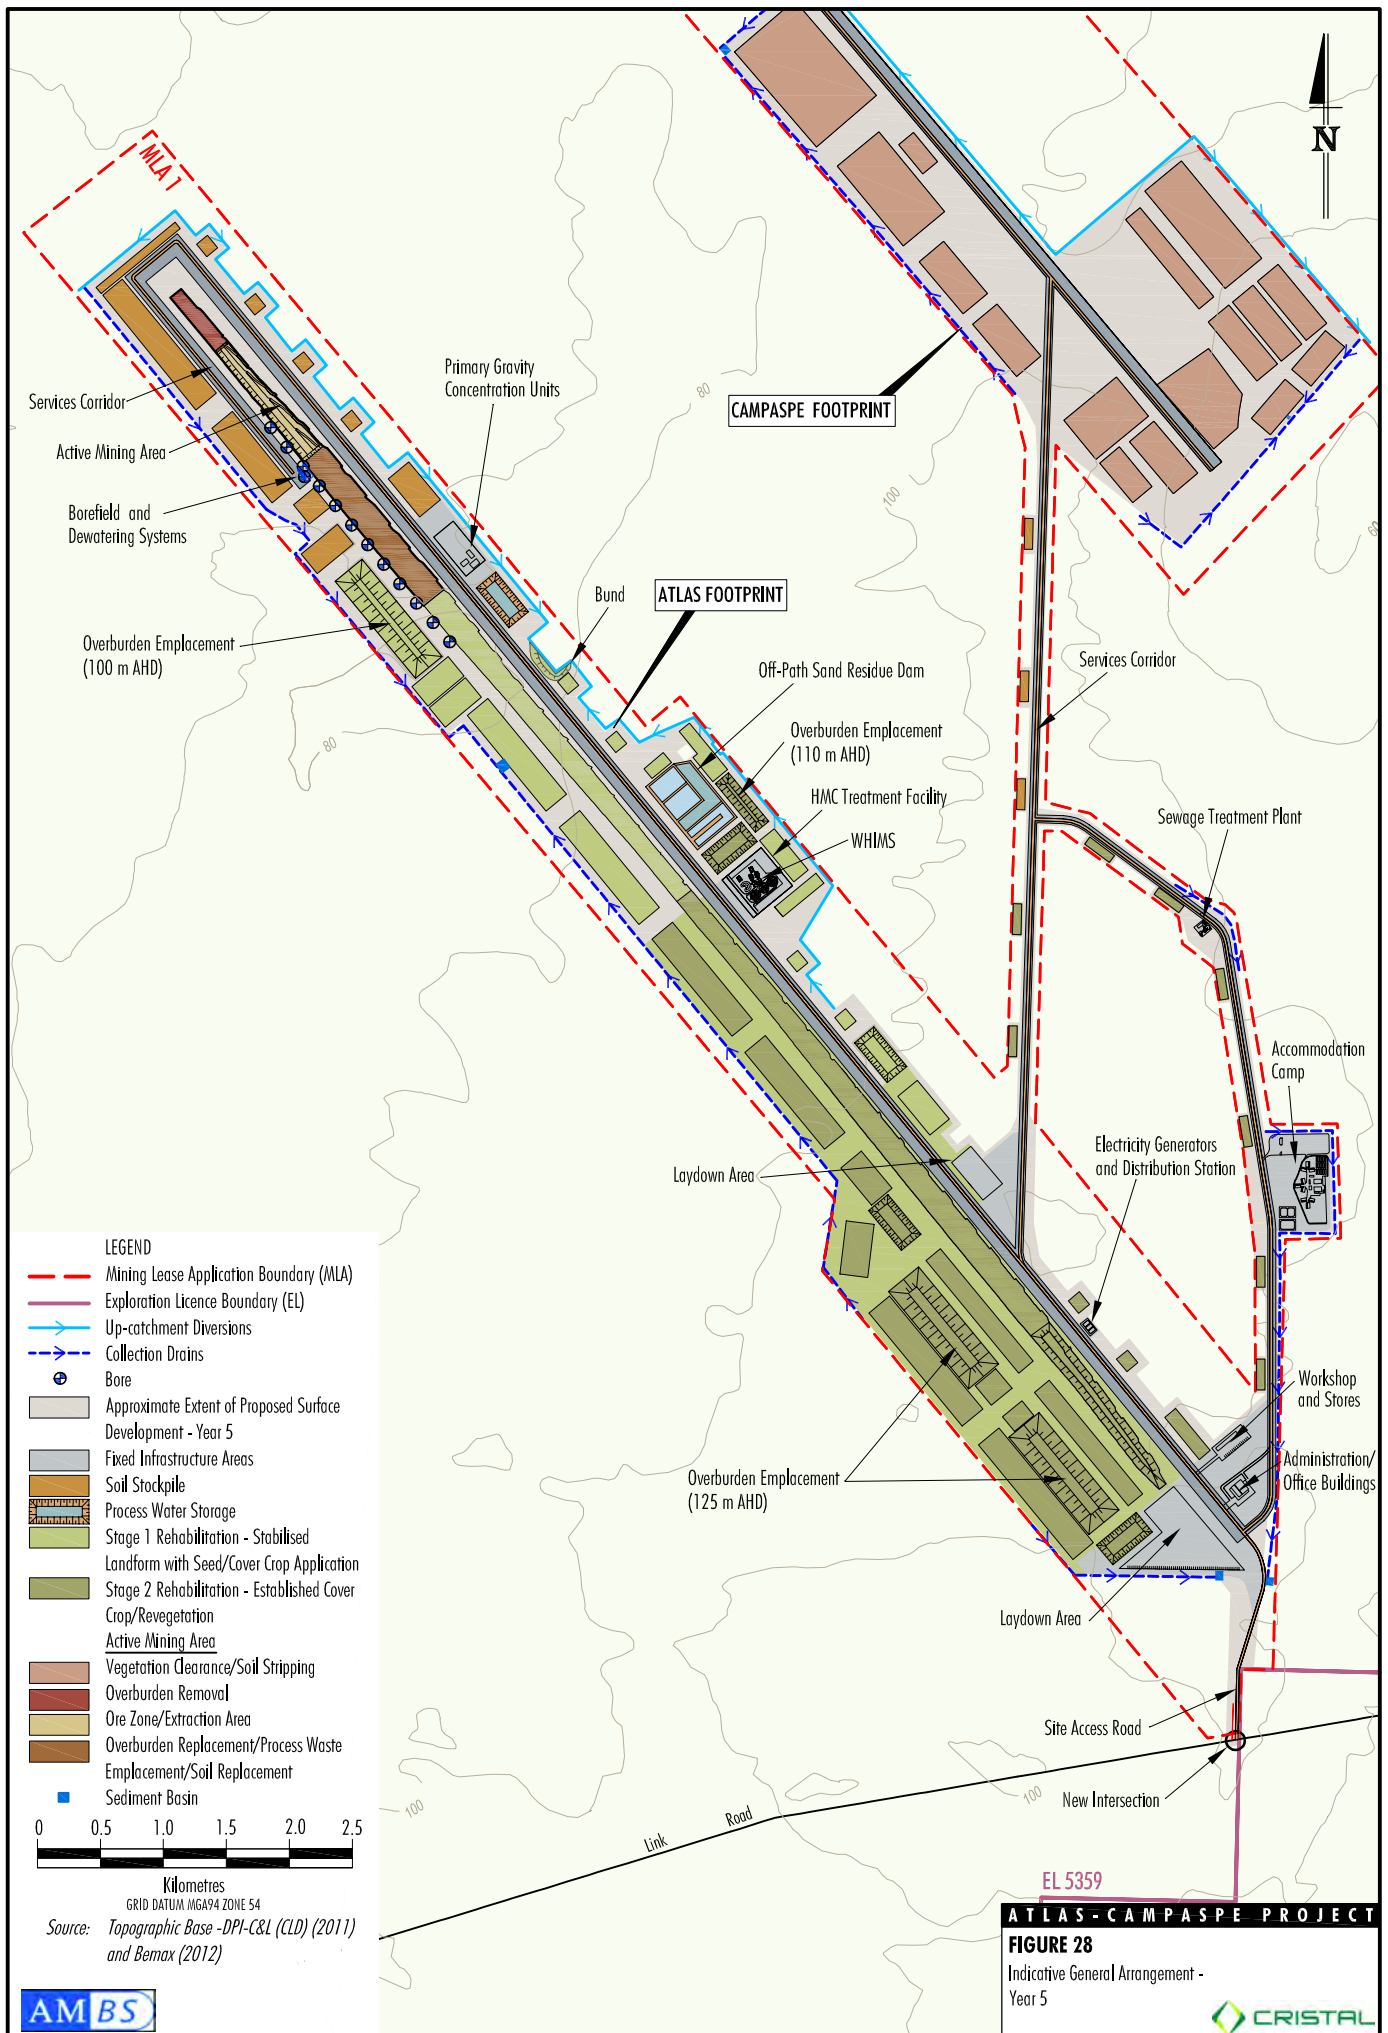 N
MLA 1
Services Corridor
Active Mining Area
Borefield and
Dewatering Systems
Overburden Emplacement
(100 m AHD)
Primary Gravity
Concentration Units
80
CAMPASPE FOOTPRINT
100
60
Bund
ATLAS FOOTPRINT
Off-Path Sand Residue Dam
Overburden Emplacement
(110 m AHD)
HMC Treatment Facility
WHIMS
80
Services Corridor
Sewage Treatment Plant
Accommodation
Camp
Electricity Generators
and Distribution Station
Laydown Area
Workshop
and Stores
Administration/
Office Buildings
Overburden Emplacement
(125 m AHD)
Laydown Area
Site Access Road
New Intersection
100
100
Link
Road
EL 5359
LEGEND
Mining Lease Application Boundary (MLA)
Exploration Licence Boundary (EL)
Up-catchment Diversions
Collection Drains
Bore
Approximate Extent of Proposed Surface
Development - Year 5
Fixed Infrastructure Areas
Soil Stockpile
Process Water Storage
Stage 1 Rehabilitation - Stabilised
Landform with Seed/Cover Crop Application
Stage 2 Rehabilitation - Established Cover
Crop/Revegetation
Active Mining Area
Vegetation Clearance/Soil Stripping
Overburden Removal
Ore Zone/Extraction Area
Overburden Replacement/Process Waste
Emplacement/Soil Replacement
Sediment Basin
0 0.5 1.0 1.5 2.0 2.5
Kilometres
GRID DATUM MGA94 ZONE 54
Source: Topographic Base -DPI-C&L (CLD) (2011)
and Bemax (2012)
AMBS
ATLAS-CAMPASPE PROJECT
FIGURE 28
Indicative General Arrangement -
Year 5
CRISTAL